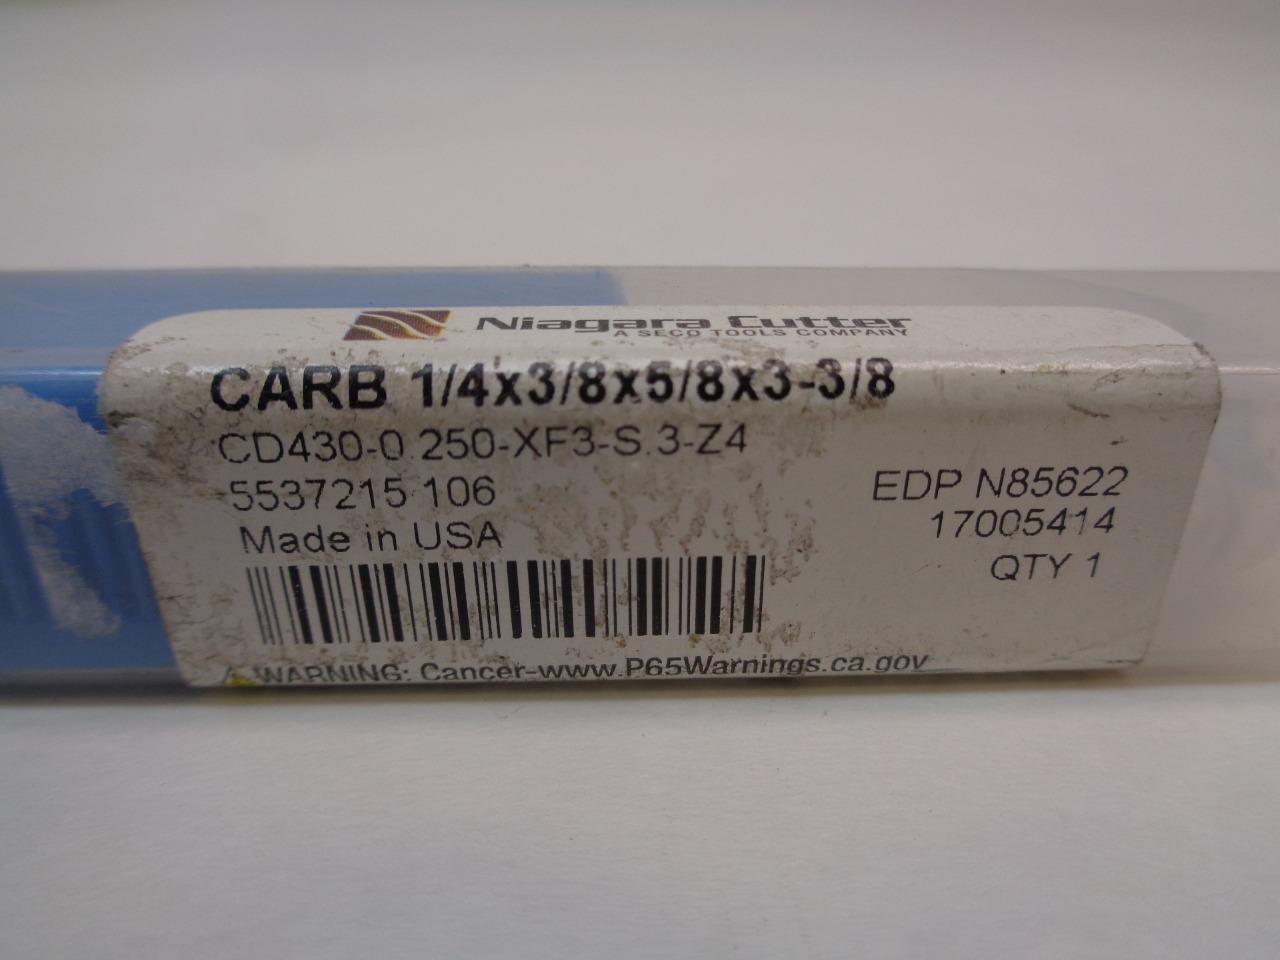 Niagara Cutter
A SECO TOOLS COMPANY
CARB 1/4x3/8x5/8x3-3/8
CD430-0.250-XF3-S.3-Z4
5537215 106
EDP N85622
17005414
Made in USA
QTY 1
WARNING: Cancer-www.P65Warnings.ca.gov